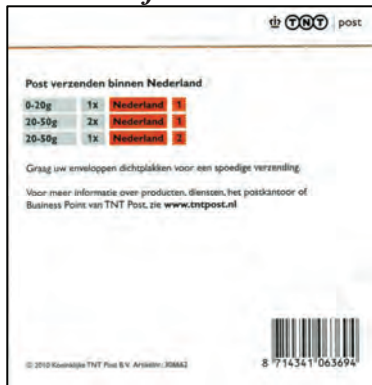 TNT post
Post verzenden binnen Nederland
0-20g 1x Nederland 1
20-50g 2x Nederland 1
20-50g 1x Nederland 2
Graag uw enveloppen dichtplakken voor een spoedige verzending.
Voor meer informatie over producten, diensten, het postkantoor of
Business Point van TNT Post, zie www.tntpost.nl
© 2010 Koninklijke TNT Post B.V. Artikelnr.:308662
8 714341 063694